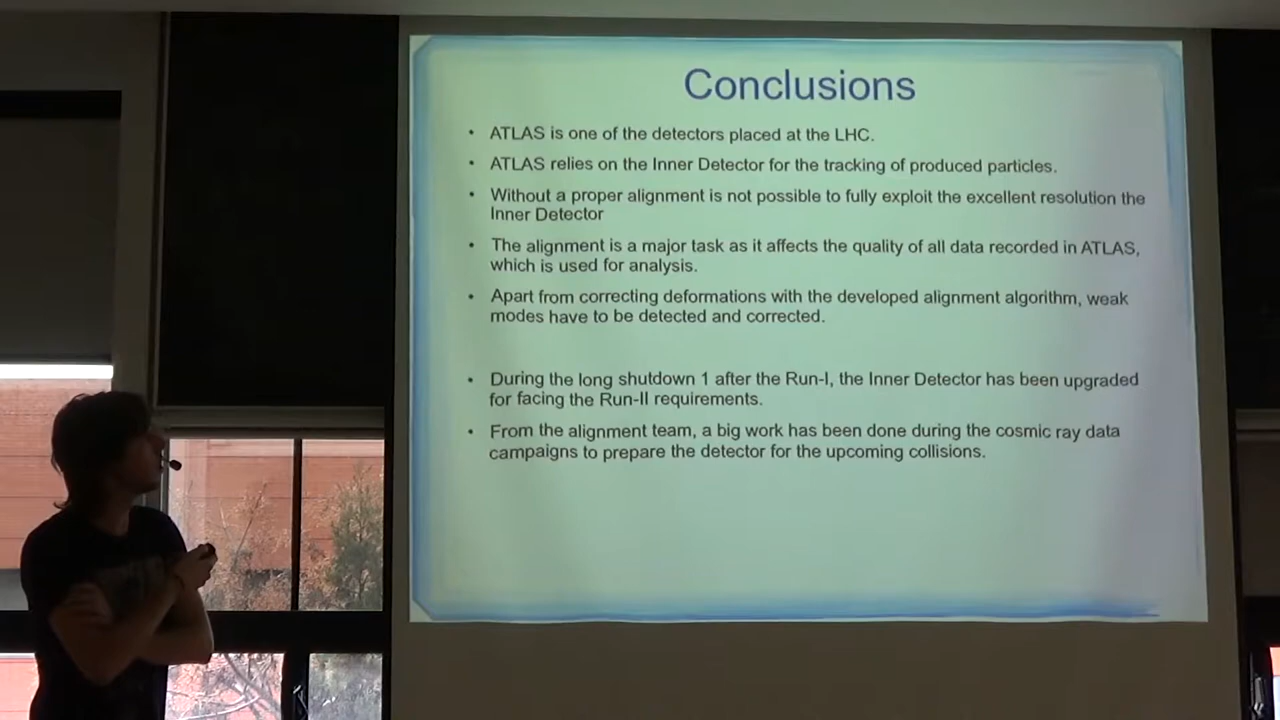 Conclusions
• ATLAS is one of the detectors placed at the LHC.
• ATLAS relies on the Inner Detector for the tracking of produced particles.
• Without a proper alignment is not possible to fully exploit the excellent resolution the
Inner Detector
• The alignment is a major task as it affects the quality of all data recorded in ATLAS,
which is used for analysis.
• Apart from correcting deformations with the developed alignment algorithm, weak
modes have to be detected and corrected.
• During the long shutdown 1 after the Run-I, the Inner Detector has been upgraded
for facing the Run-II requirements.
• From the alignment team, a big work has been done during the cosmic ray data
campaigns to prepare the detector for the upcoming collisions.